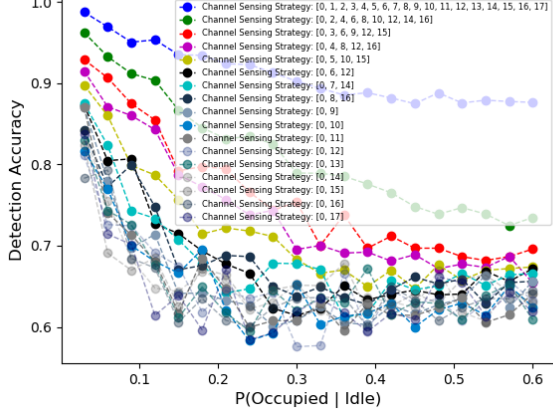 1.0
0.9
0.8
0.7
0.6
Detection Accuracy
Channel Sensing Strategy: [0, 1, 2, 3, 4, 5, 6, 7, 8, 9, 10, 11, 12, 13, 14, 15, 16, 17]
Channel Sensing Strategy: [0, 2, 4, 6, 8, 10, 12, 14, 16]
Channel Sensing Strategy: [0, 3, 6, 9, 12, 15]
Channel Sensing Strategy: [0, 4, 8, 12, 16]
Channel Sensing Strategy: [0, 5, 10, 15]
Channel Sensing Strategy: [0, 6, 12]
Channel Sensing Strategy: [0, 7, 14]
Channel Sensing Strategy: [0, 8, 16]
Channel Sensing Strategy: [0, 9]
Channel Sensing Strategy: [0, 10]
Channel Sensing Strategy: [0, 11]
Channel Sensing Strategy: [0, 12]
Channel Sensing Strategy: [0, 13]
Channel Sensing Strategy: [0, 14]
Channel Sensing Strategy: [0, 15]
Channel Sensing Strategy: [0, 16]
Channel Sensing Strategy: [0, 17]
0.1 0.2 0.3 0.4 0.5 0.6
P(Occupied | Idle)